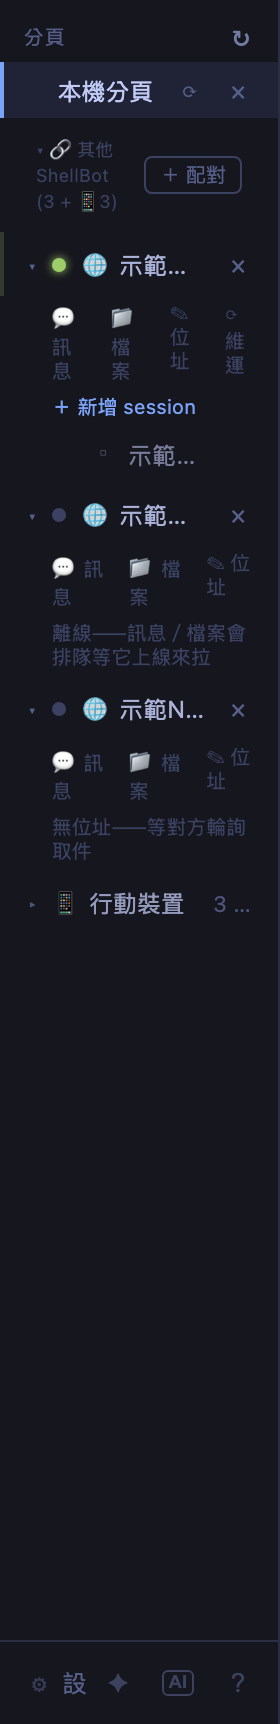 分頁
本機分頁
其他
ShellBot
(3 + 3)
＋ 配對
示範…
訊息
檔案
位址
維運
＋ 新增 session
示範…
示範…
訊息
檔案
位址
離線——訊息 / 檔案會
排隊等它上線來拉
示範N…
訊息
檔案
位址
無位址——等對方輪詢
取件
行動裝置 3 …
設 AI ?